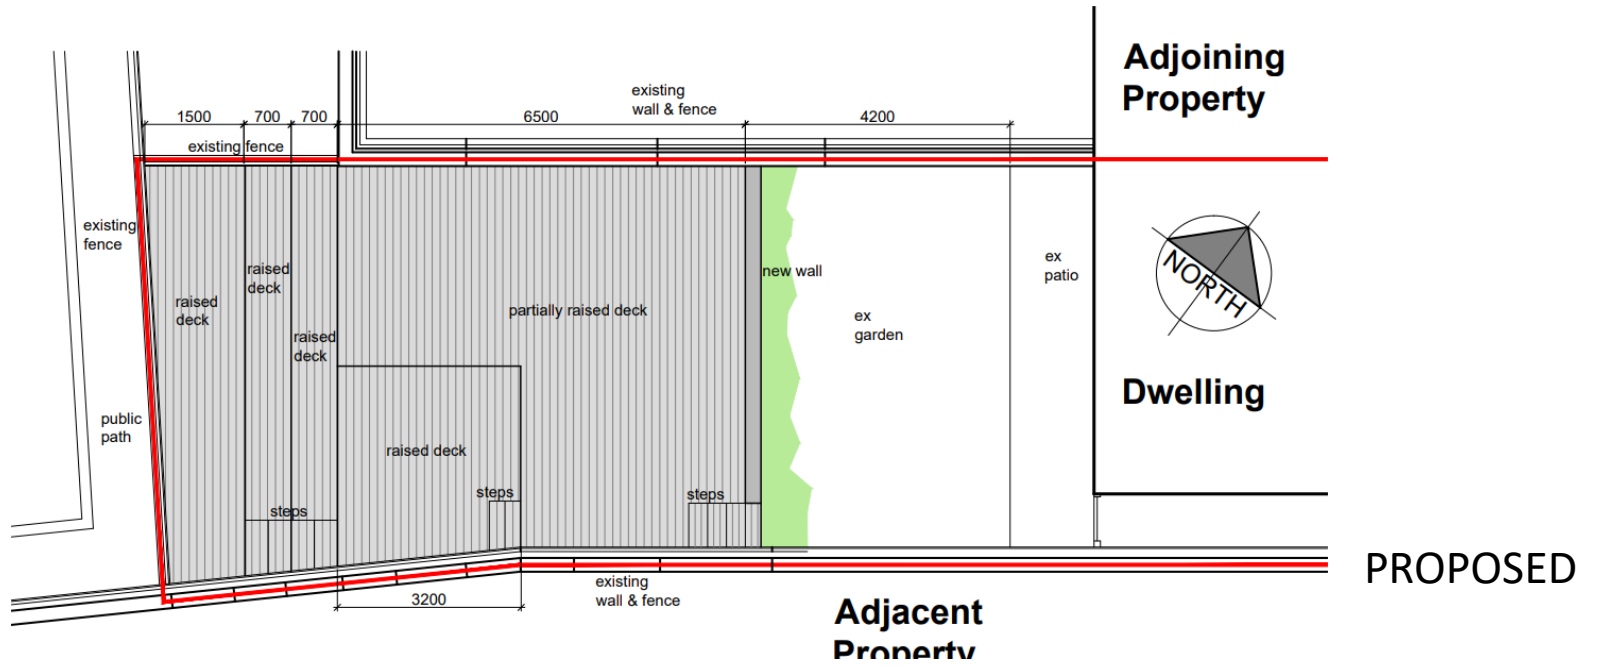 Adjoining
Property
existing
wall & fence
1500
700
700
6500
4200
existing fence
existing
fence
raised
deck
raised
deck
raised
deck
partially raised deck
new wall
ex
garden
ex
patio
NORTH
Dwelling
public
path
raised deck
steps
steps
steps
existing
wall & fence
3200
Adjacent
Property
PROPOSED